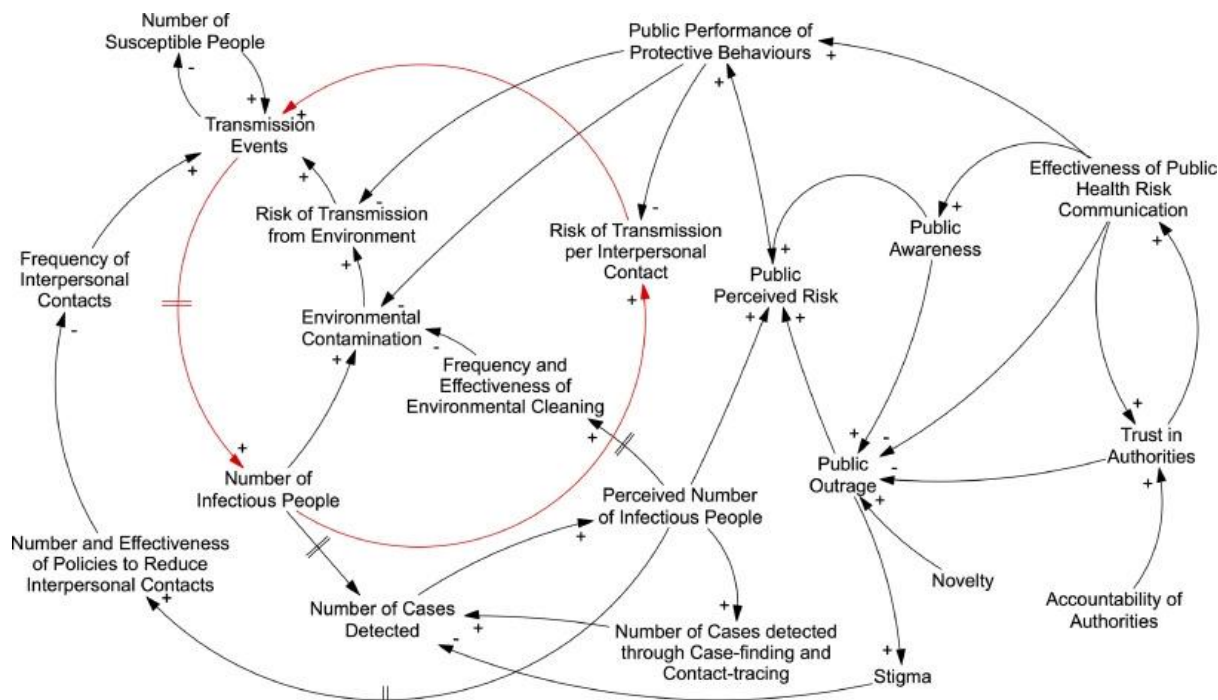 Number of
Susceptible People
Public Performance of
Protective Behaviours
Transmission
Events
Effectiveness of Public
Health Risk
Communication
Risk of Transmission
from Environment
Risk of Transmission
per Interpersonal
Contact
Public
Awareness
Frequency of
Interpersonal
Contacts
Public
Perceived Risk
Environmental
Contamination
Frequency and
Effectiveness of
Environmental Cleaning
Trust in
Authorities
Public
Outrage
Number of
Infectious People
Perceived Number
of Infectious People
Number and Effectiveness
of Policies to Reduce
Interpersonal Contacts
Novelty
Accountability of
Authorities
Number of Cases
Detected
Number of Cases detected
through Case-finding and
Contact-tracing
Stigma